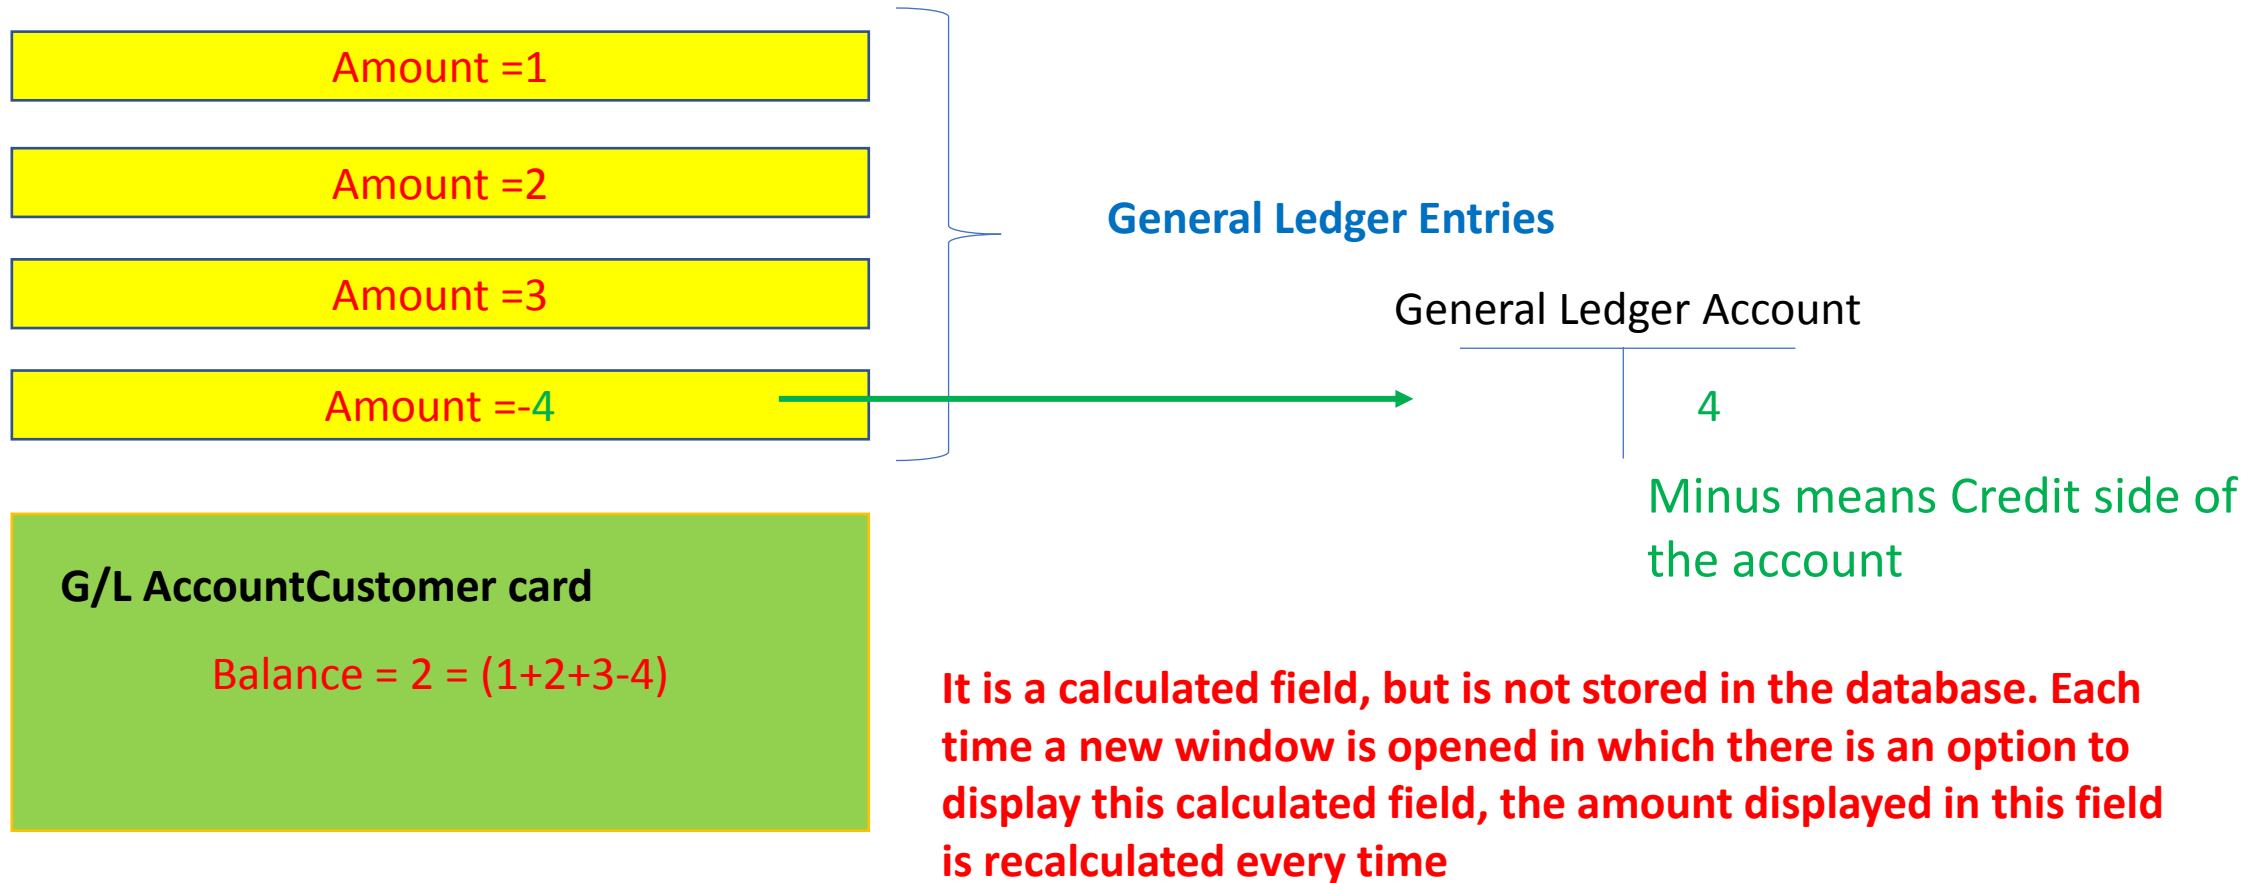 Amount =1
Amount =2
General Ledger Entries
Amount =3
General Ledger Account
Amount =-4
4
Minus means Credit side of
the account
G/L AccountCustomer card
Balance = 2 = (1+2+3-4)
It is a calculated field, but is not stored in the database. Each
time a new window is opened in which there is an option to
display this calculated field, the amount displayed in this field
is recalculated every time